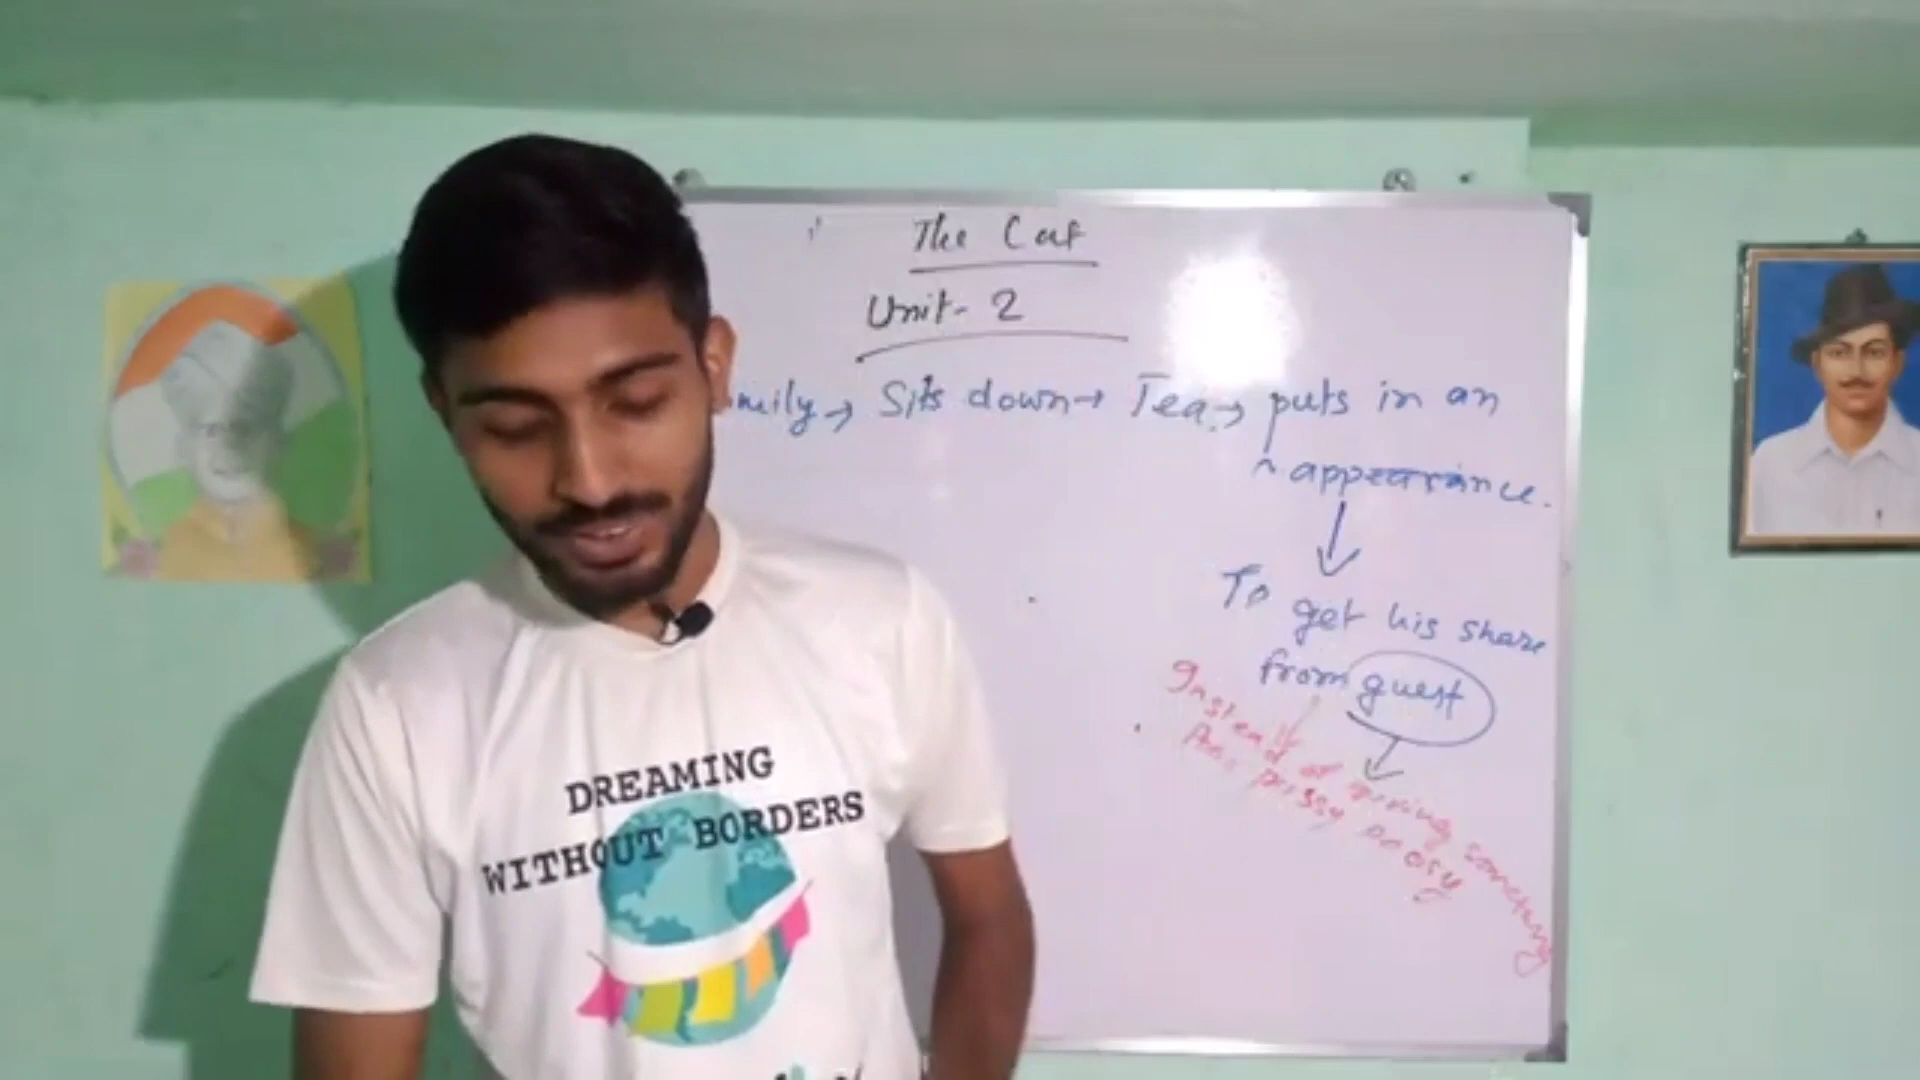 The Cat
Unit- 2
mily → Sits down → Tea → puts in an
appearance.
To get his share
from guest
Instead of giving something
pussy
DREAMING
WITHOUT BORDERS